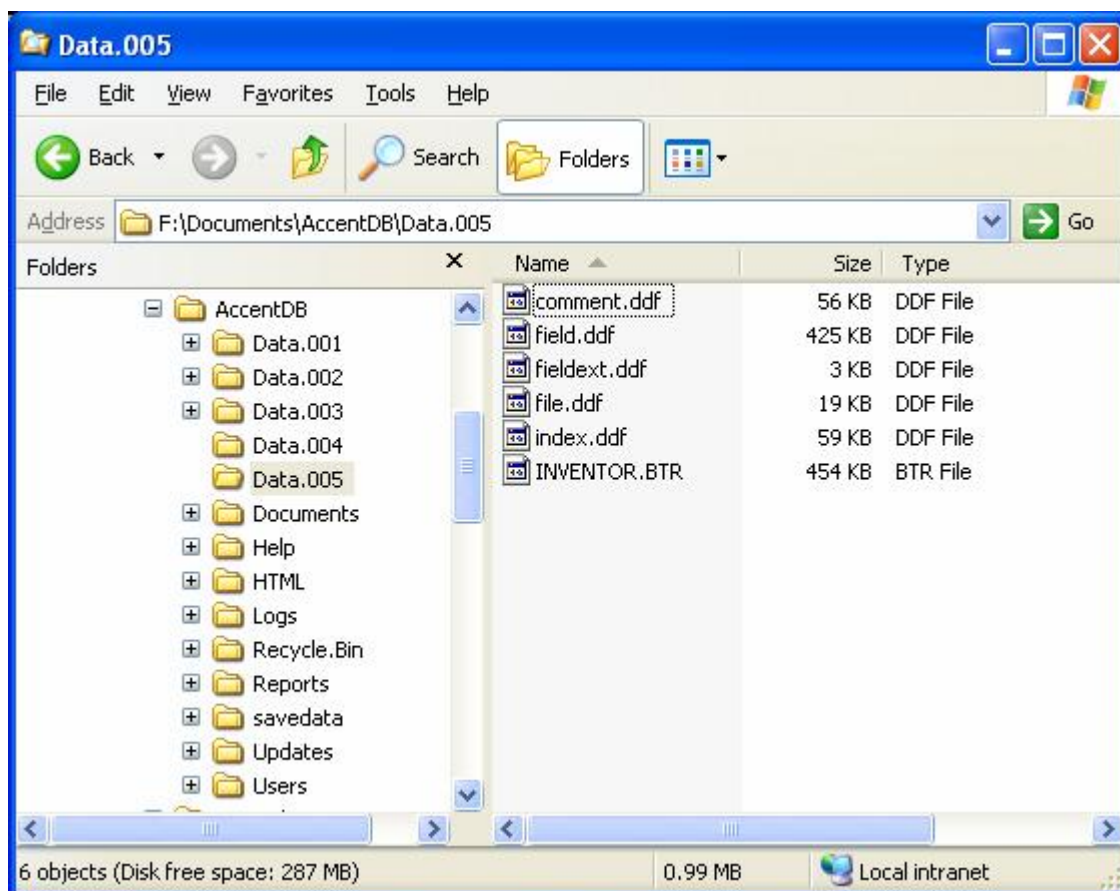 Data.005
File Edit View Favorites Tools Help
Back Search Folders
Address F:\Documents\AccentDB\Data.005 Go
Folders
AccentDB
Data.001
Data.002
Data.003
Data.004
Data.005
Documents
Help
HTML
Logs
Recycle.Bin
Reports
savedata
Updates
Users
Name Size Type
comment.ddf 56 KB DDF File
field.ddf 425 KB DDF File
fieldext.ddf 3 KB DDF File
file.ddf 19 KB DDF File
index.ddf 59 KB DDF File
INVENTOR.BTR 454 KB BTR File
6 objects (Disk free space: 287 MB) 0.99 MB Local intranet